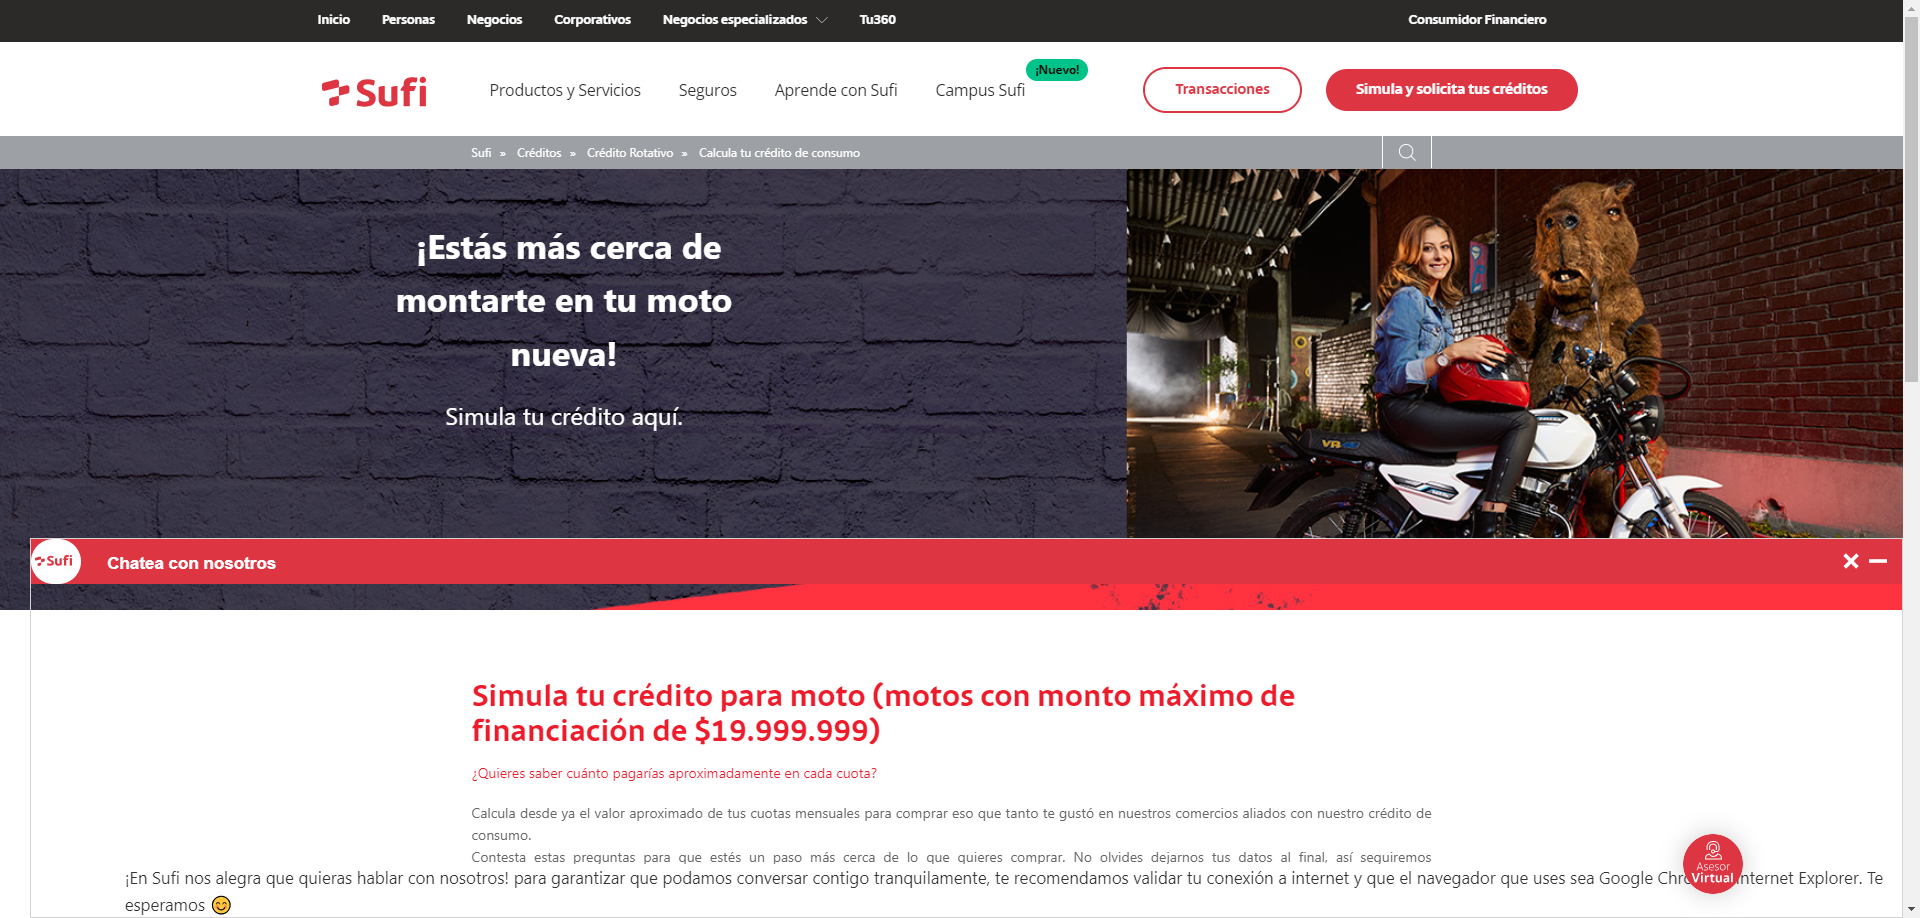 Inicio Personas Negocios Corporativos Negocios especializados Tu360 Consumidor Financiero
Sufi Productos y Servicios Seguros Aprende con Sufi Campus Sufi ¡Nuevo! Transacciones Simula y solicita tus créditos
Sufi » Créditos » Crédito Rotativo » Calcula tu crédito de consumo
¡Estás más cerca de
montarte en tu moto
nueva!
Simula tu crédito aquí.
VR
Sufi Chatea con nosotros
Simula tu crédito para moto (motos con monto máximo de
financiación de $19.999.999)
¿Quieres saber cuánto pagarías aproximadamente en cada cuota?
Calcula desde ya el valor aproximado de tus cuotas mensuales para comprar eso que tanto te gustó en nuestros comercios aliados con nuestro crédito de
consumo.
Contesta estas preguntas para que estés un paso más cerca de lo que quieres comprar. No olvides dejarnos tus datos al final, así seguiremos
Asesor
Virtual
¡En Sufi nos alegra que quieras hablar con nosotros! para garantizar que podamos conversar contigo tranquilamente, te recomendamos validar tu conexión a internet y que el navegador que uses sea Google Chr Internet Explorer. Te
esperamos 😊